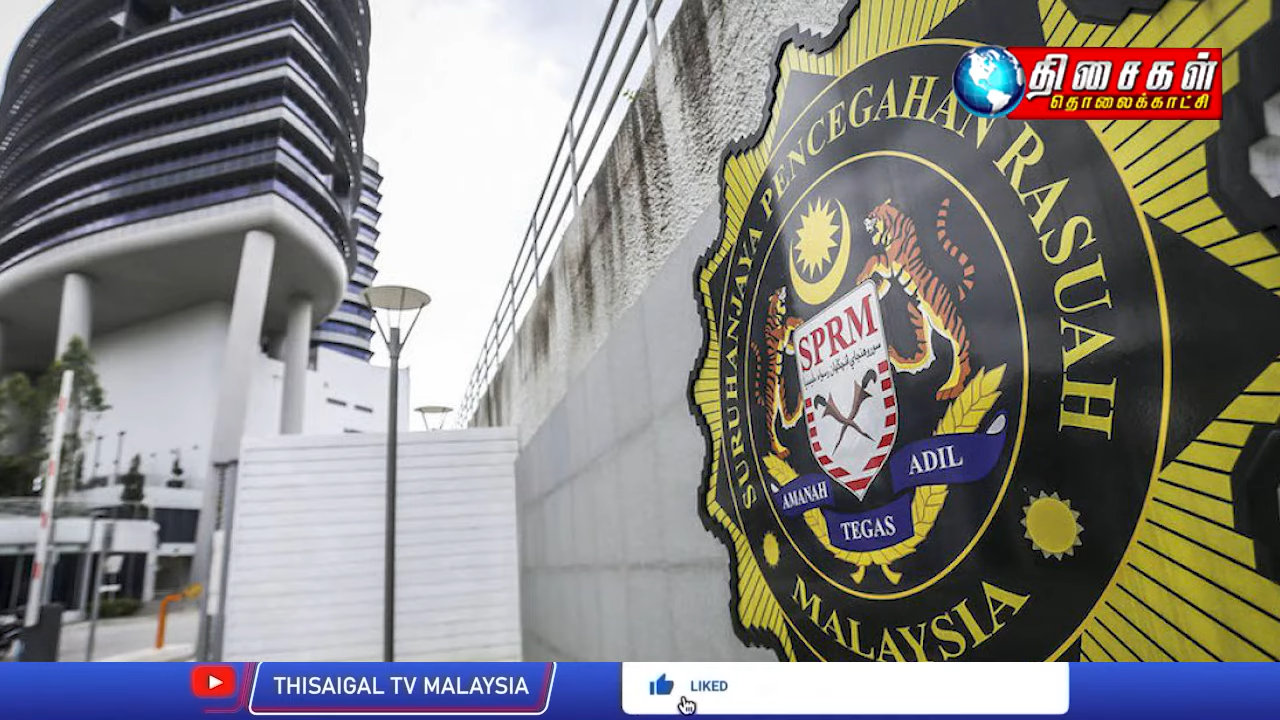 திசைகள்
தொலைக்காட்சி
SURUHANJAYA PENCEGAHAN RASUAH
SPRM
AMANAH
TEGAS
ADIL
MALAYSIA
THISAIGAL TV MALAYSIA
LIKED